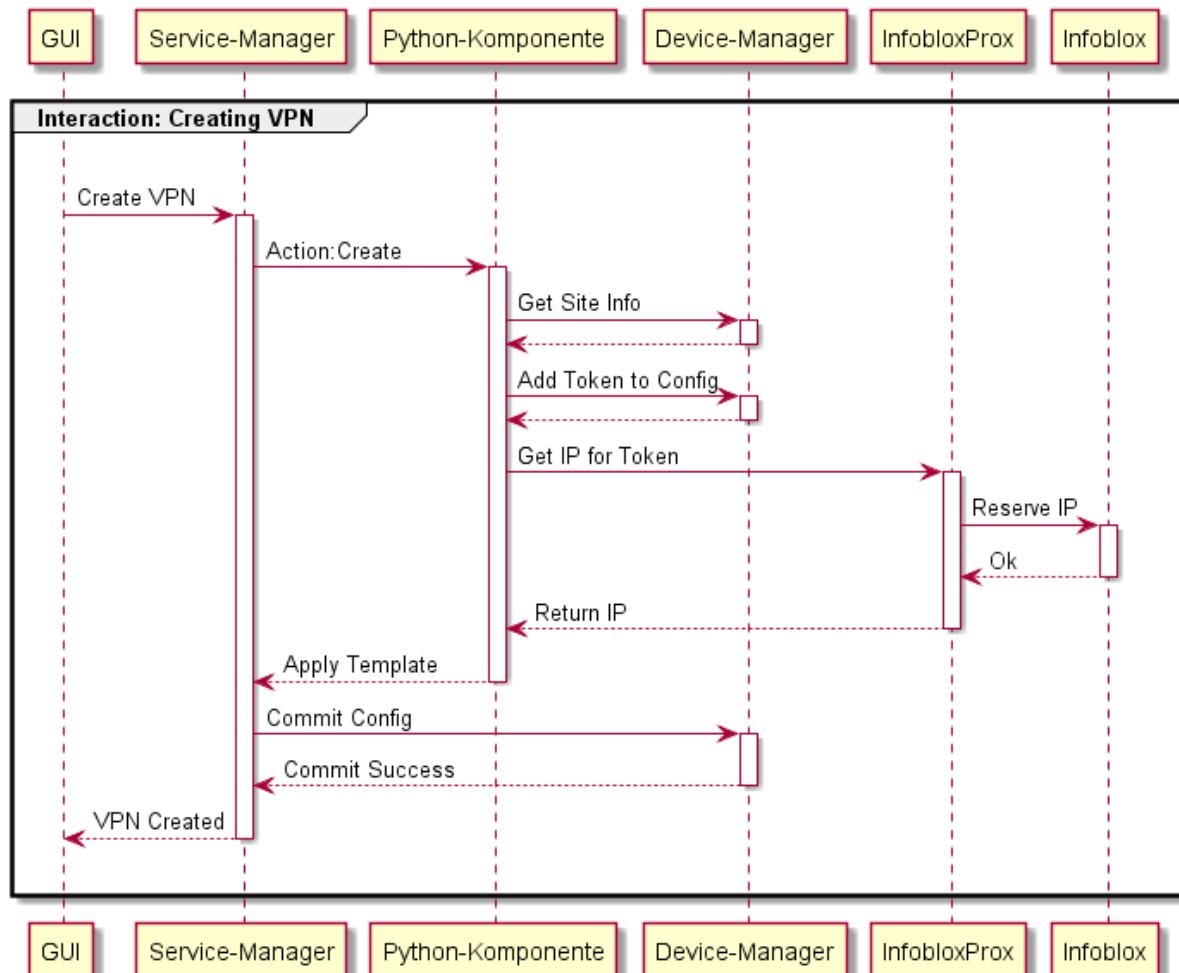 GUI
Service-Manager
Python-Komponente
Device-Manager
InfobloxProx
Infoblox
Interaction: Creating VPN
Create VPN
Action:Create
Get Site Info
Add Token to Config
Get IP for Token
Reserve IP
Ok
Return IP
Apply Template
Commit Config
Commit Success
VPN Created
GUI
Service-Manager
Python-Komponente
Device-Manager
InfobloxProx
Infoblox